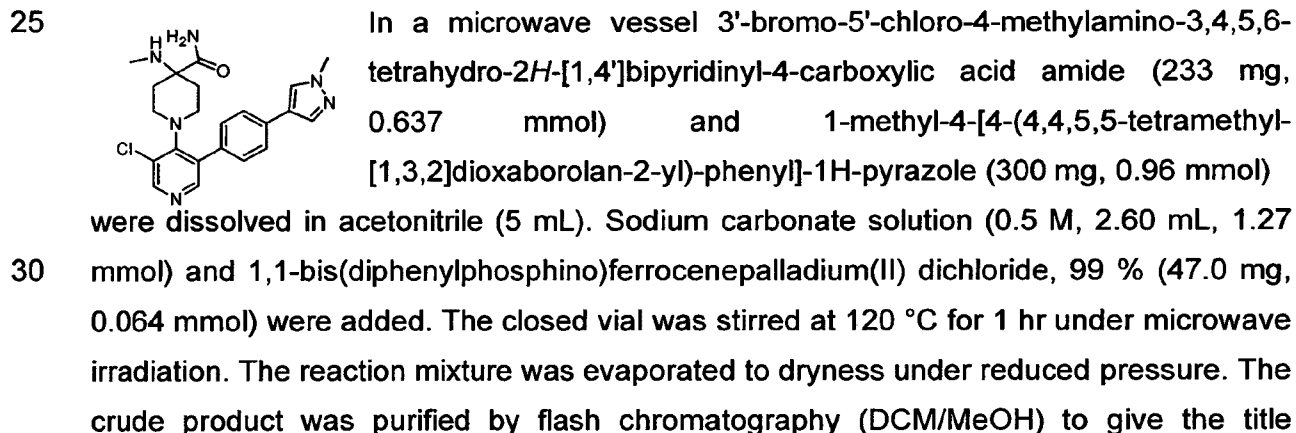 25 In a microwave vessel 3'-bromo-5'-chloro-4-methylamino-3,4,5,6-
tetrahydro-2H-[1,4']bipyridinyl-4-carboxylic acid amide (233 mg,
0.637 mmol) and 1-methyl-4-[4-(4,4,5,5-tetramethyl-
[1,3,2]dioxaborolan-2-yl)-phenyl]-1H-pyrazole (300 mg, 0.96 mmol)
were dissolved in acetonitrile (5 mL). Sodium carbonate solution (0.5 M, 2.60 mL, 1.27
30 mmol) and 1,1-bis(diphenylphosphino)ferrocenepalladium(II) dichloride, 99 % (47.0 mg,
0.064 mmol) were added. The closed vial was stirred at 120 °C for 1 hr under microwave
irradiation. The reaction mixture was evaporated to dryness under reduced pressure. The
crude product was purified by flash chromatography (DCM/MeOH) to give the title
H H2N
N
O
N
N
N
Cl
N